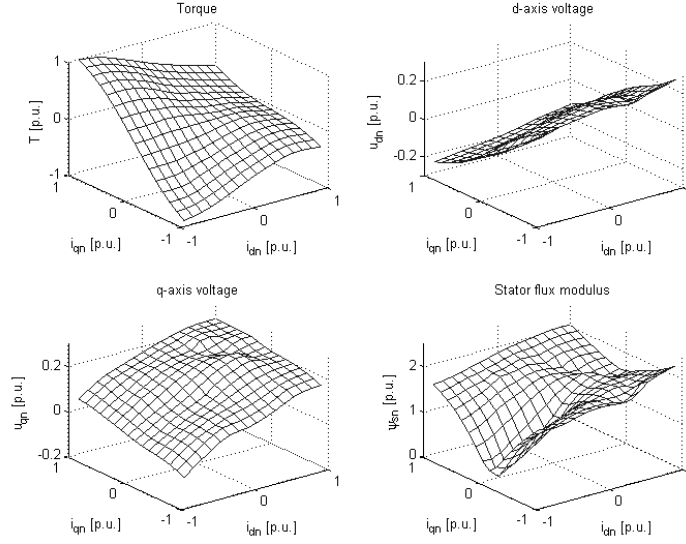 Torque
d-axis voltage
1
0
-1
T [p.u.]
1
0
-1
i_qn [p.u.]
-1
0
1
i_dn [p.u.]
0.2
0
-0.2
u_dn [p.u.]
1
0
-1
i_qn [p.u.]
-1
0
1
i_dn [p.u.]
q-axis voltage
Stator flux modulus
0.2
0
-0.2
u_qn [p.u.]
1
0
-1
i_qn [p.u.]
-1
0
1
i_dn [p.u.]
2
1
0
ψ_sn [p.u.]
1
0
-1
i_qn [p.u.]
-1
0
1
i_dn [p.u.]